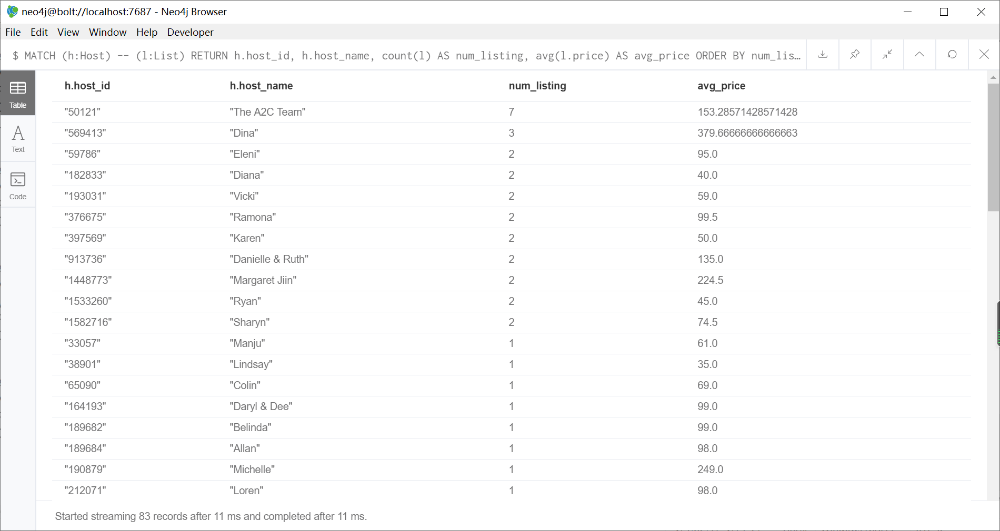 neo4j@bolt://localhost:7687 - Neo4j Browser
File Edit View Window Help Developer
$ MATCH (h:Host) -- (l:List) RETURN h.host_id, h.host_name, count(l) AS num_listing, avg(l.price) AS avg_price ORDER BY num_lis…
Table
Text
Code
h.host_id h.host_name num_listing avg_price
"50121" "The A2C Team" 7 153.28571428571428
"569413" "Dina" 3 379.66666666666663
"59786" "Eleni" 2 95.0
"182833" "Diana" 2 40.0
"193031" "Vicki" 2 59.0
"376675" "Ramona" 2 99.5
"397569" "Karen" 2 50.0
"913736" "Danielle & Ruth" 2 135.0
"1448773" "Margaret Jiin" 2 224.5
"1533260" "Ryan" 2 45.0
"1582716" "Sharyn" 2 74.5
"33057" "Manju" 1 61.0
"38901" "Lindsay" 1 35.0
"65090" "Colin" 1 69.0
"164193" "Daryl & Dee" 1 99.0
"189682" "Belinda" 1 99.0
"189684" "Allan" 1 98.0
"190879" "Michelle" 1 249.0
"212071" "Loren" 1 98.0
Started streaming 83 records after 11 ms and completed after 11 ms.